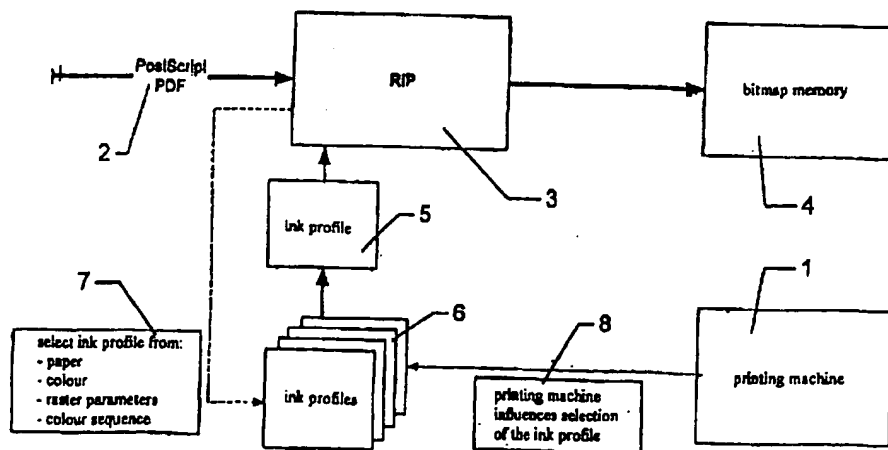 PostScript
PDF
2
RIP
3
bitmap memory
4
ink profile
5
7
select ink profile from:
- paper
- colour
- raster parameters
- colour sequence
6
ink profiles
8
printing machine
influences selection
of the ink profile
1
printing machine